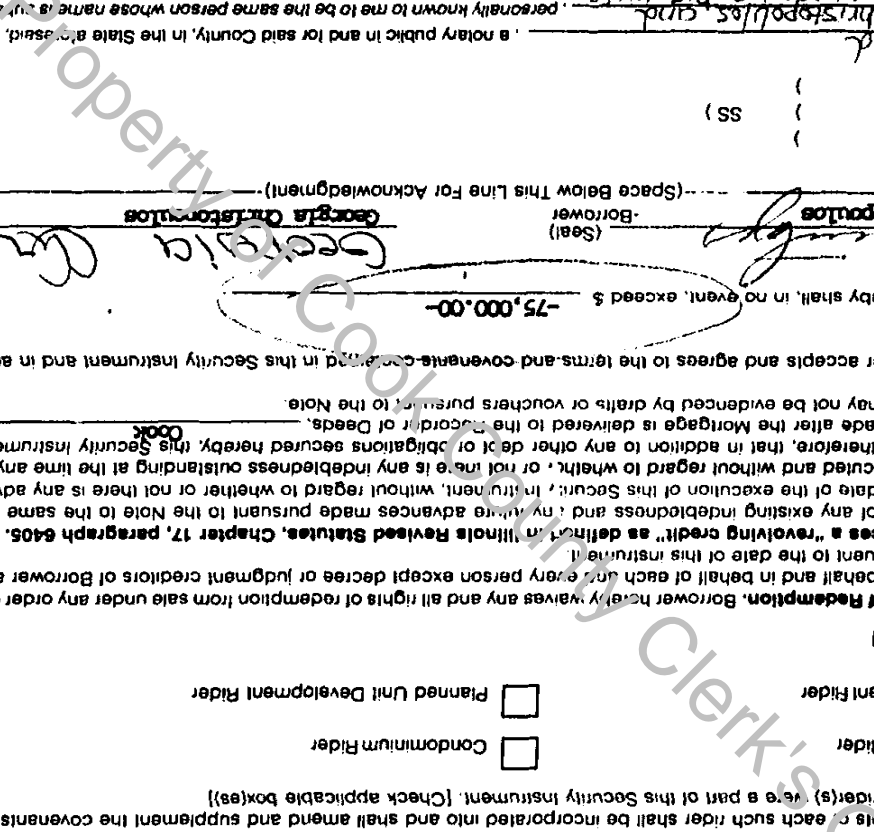 of each such rider shall be incorporated into and shall amend and supplement the covenants
rider(s) were a part of this Security Instrument. [Check applicable box(es)]
Rider Condominium Rider
Rider Planned Unit Development Rider
f Redemption. Borrower hereby waives any and all rights of redemption from sale under any order
behalf and in behalf of each and every person except decree or judgment creditors of Borrower
uent to the date of this instrument.
a "revolving credit" as defined in Illinois Revised Statutes, Chapter 17, paragraph 6405.
of any existing indebtedness and any future advances made pursuant to the Note to the same
date of the execution of this Security Instrument, without regard to whether or not there is any adv
cuted and without regard to whether or not there is any indebtedness outstanding at the time any
therefore, that in addition to any other debt or obligations secured hereby, this Security Instrume
ade after the Mortgage is delivered to the Recorder of Deeds, Cook
may not be evidenced by drafts or vouchers pursuant to the Note.
r accepts and agrees to the terms and covenants contained in this Security Instrument and in
by shall, in no event, exceed $ -75,000.00-
Georgia
poulos (Seal) Georgia Christopoulos
-Borrower
-----(Space Below This Line For Acknowledgment)-----
)
) SS )
)
, a notary public in and for said County, in the State aforesaid,
hristopoulos and , personally known to me to be the same person whose name is
Property of Cook County Clerk's O